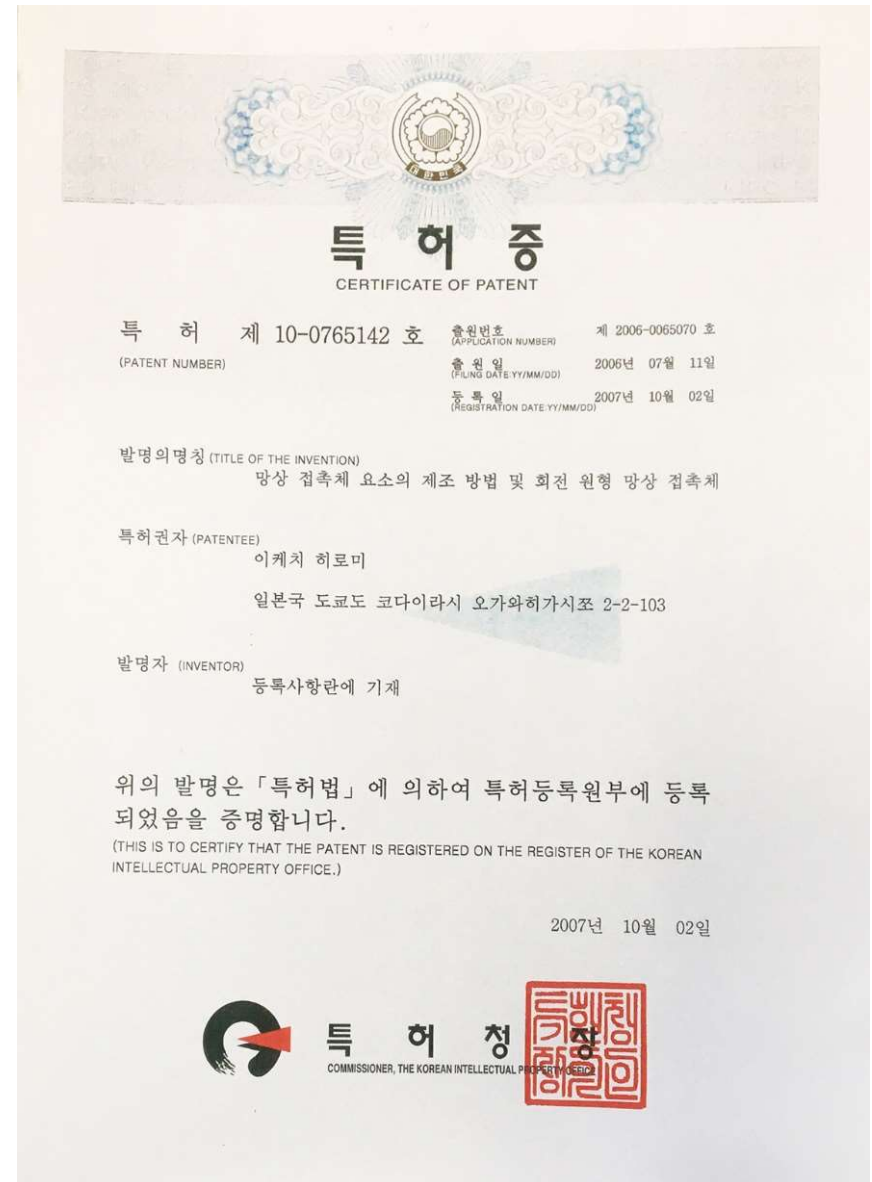 대한민국
특 허 증
CERTIFICATE OF PATENT
특 허 제 10-0765142 호
(PATENT NUMBER)
출원번호 제 2006-0065070 호
(APPLICATION NUMBER)
출 원 일 2006년 07월 11일
(FILING DATE:YY/MM/DD)
등 록 일 2007년 10월 02일
(REGISTRATION DATE:YY/MM/DD)
발명의명칭 (TITLE OF THE INVENTION)
망상 접촉체 요소의 제조 방법 및 회전 원형 망상 접촉체
특허권자 (PATENTEE)
이케치 히로미
일본국 도쿄도 코다이라시 오가와히가시쪼 2-2-103
발명자 (INVENTOR)
등록사항란에 기재
위의 발명은 「특허법」에 의하여 특허등록원부에 등록
되었음을 증명합니다.
(THIS IS TO CERTIFY THAT THE PATENT IS REGISTERED ON THE REGISTER OF THE KOREAN
INTELLECTUAL PROPERTY OFFICE.)
2007년 10월 02일
특 허 청 장
COMMISSIONER, THE KOREAN INTELLECTUAL PROPERTY OFFICE